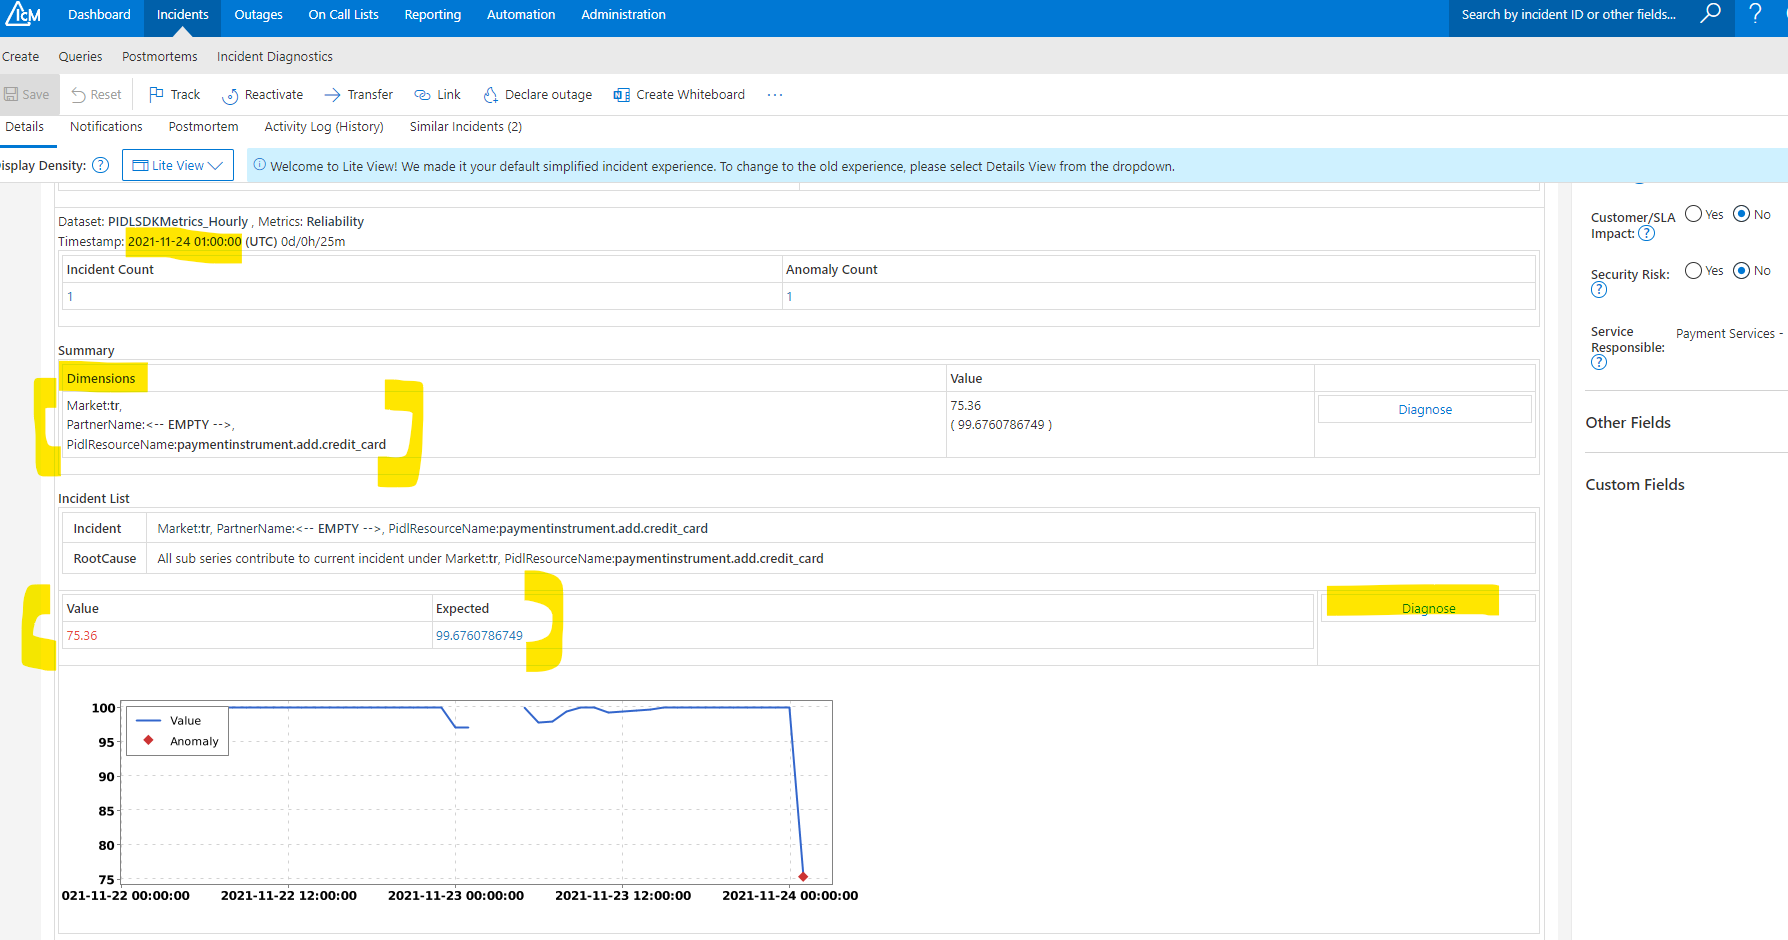 IcM Dashboard Incidents Outages On Call Lists Reporting Automation Administration Search by incident ID or other fields... ?
Create Queries Postmortems Incident Diagnostics
Save Reset Track Reactivate Transfer Link Declare outage Create Whiteboard ...
Details Notifications Postmortem Activity Log (History) Similar Incidents (2)
isplay Density: ? Lite View Welcome to Lite View! We made it your default simplified incident experience. To change to the old experience, please select Details View from the dropdown.
Dataset: PIDLSDKMetrics_Hourly , Metrics: Reliability
Timestamp: 2021-11-24 01:00:00 (UTC) 0d/0h/25m
Incident Count Anomaly Count
1 1
Summary
Dimensions Value
Market:tr,
PartnerName:<-- EMPTY -->,
PidlResourceName:paymentinstrument.add.credit_card
75.36
( 99.6760786749 )
Diagnose
Incident List
Incident Market:tr, PartnerName:<-- EMPTY -->, PidlResourceName:paymentinstrument.add.credit_card
RootCause All sub series contribute to current incident under Market:tr, PidlResourceName:paymentinstrument.add.credit_card
Value Expected Diagnose
75.36 99.6760786749
100
95
90
85
80
75
Value
Anomaly
021-11-22 00:00:00 2021-11-22 12:00:00 2021-11-23 00:00:00 2021-11-23 12:00:00 2021-11-24 00:00:00
Customer/SLA Yes No
Impact: ?
Security Risk: Yes No
?
Service
Responsible: Payment Services -
?
Other Fields
Custom Fields